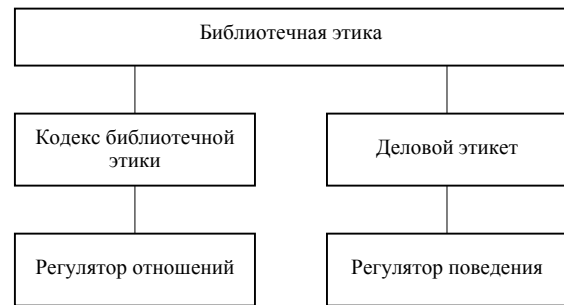 Библиотечная этика
Кодекс библиотечной
этики
Деловой этикет
Регулятор отношений
Регулятор поведения